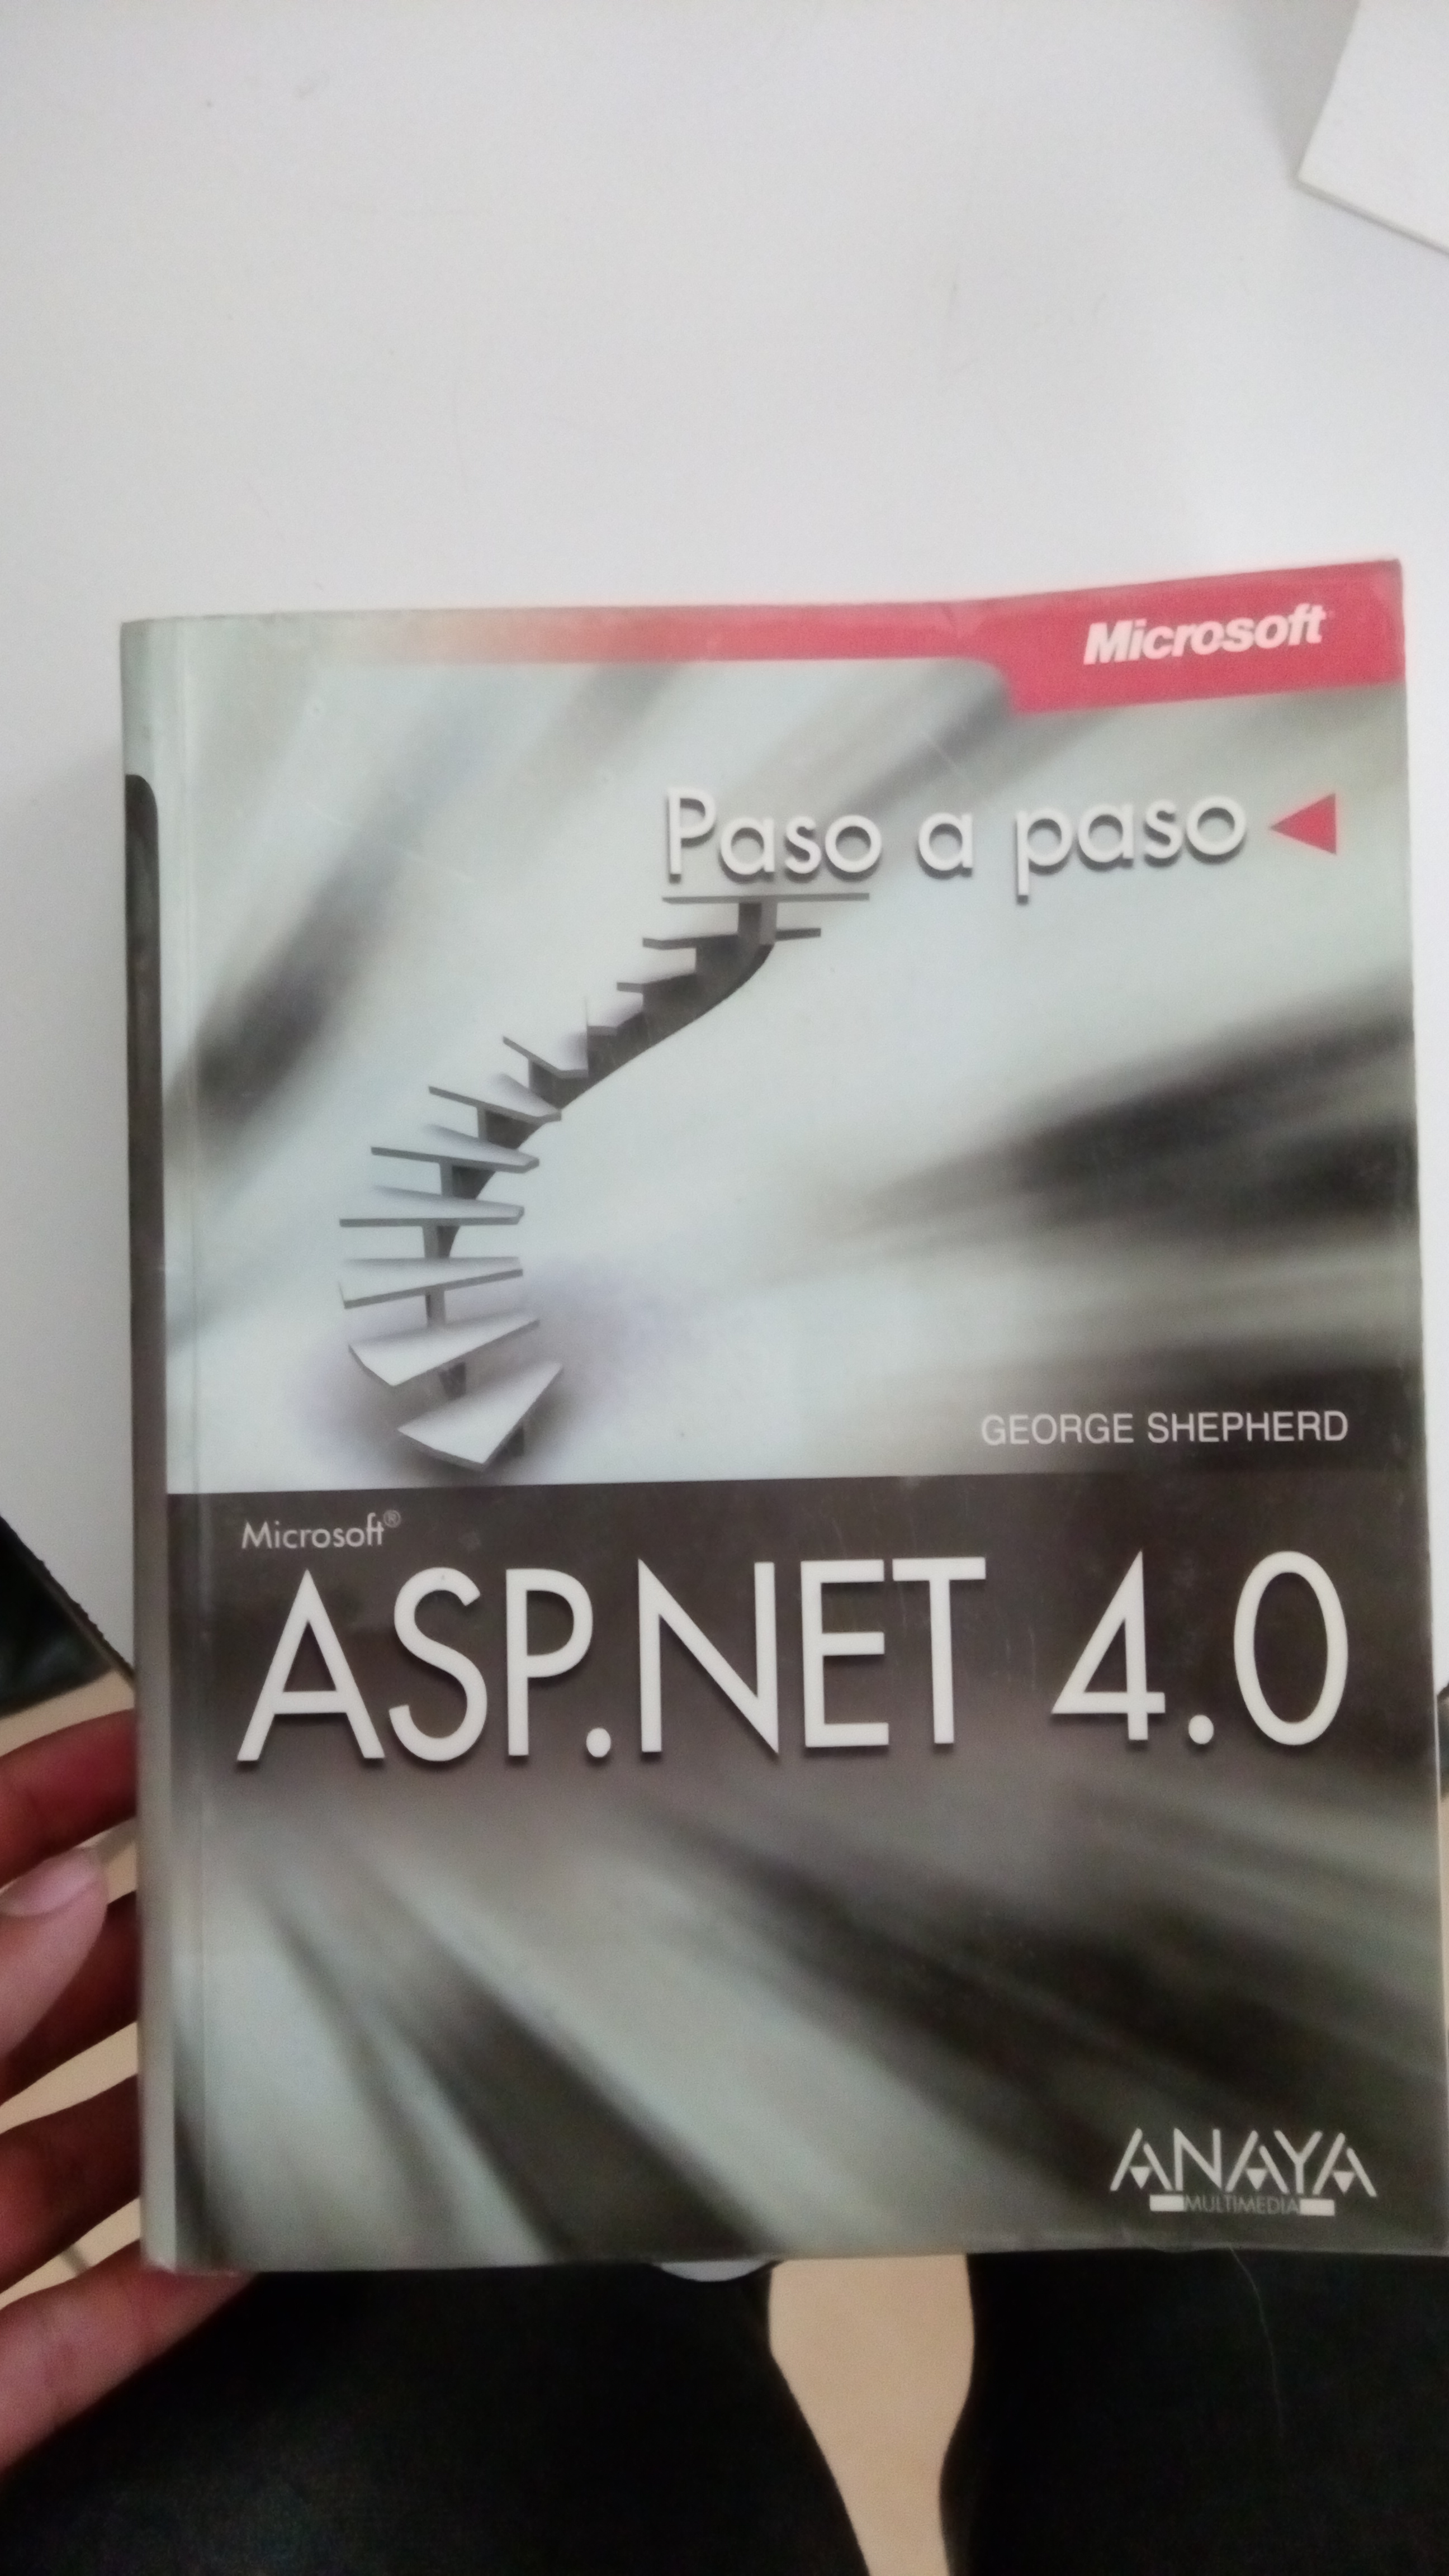 Microsoft
Paso a paso
GEORGE SHEPHERD
Microsoft®
ASP.NET 4.0
ANAYA
MULTIMEDIA